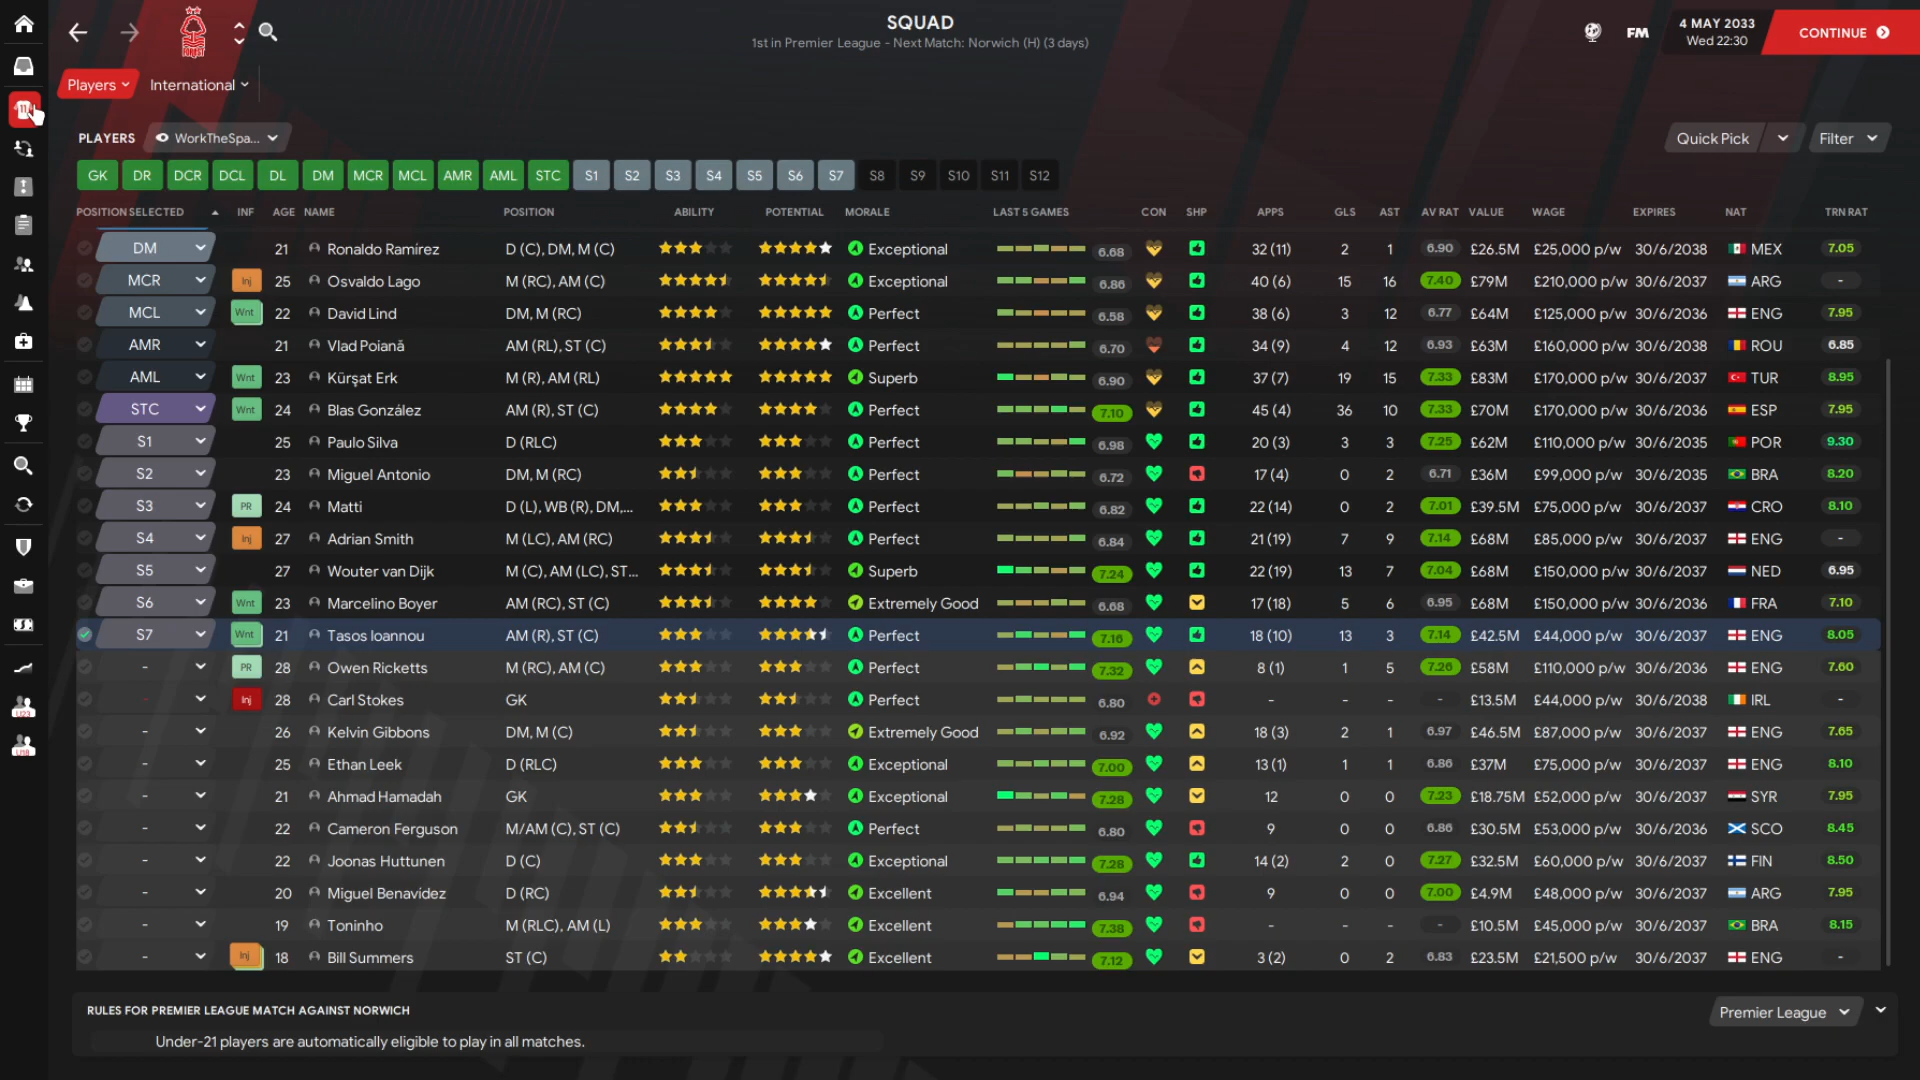 SQUAD
1st in Premier League - Next Match: Norwich (H) (3 days)
FM
4 MAY 2033
Wed 22:30
CONTINUE
FOREST
Players
International
PLAYERS
WorkTheSpa...
Quick Pick
Filter
GK DR DCR DCL DL DM MCR MCL AMR AML STC S1 S2 S3 S4 S5 S6 S7 S8 S9 S10 S11 S12
POSITION SELECTED INF AGE NAME POSITION ABILITY POTENTIAL MORALE LAST 5 GAMES CON SHP APPS GLS AST AV RAT VALUE WAGE EXPIRES NAT TRN RAT
DM 21 Ronaldo Ramírez D (C), DM, M (C) Exceptional 6.68 32 (11) 2 1 6.90 £26.5M £25,000 p/w 30/6/2038 MEX 7.05
MCR Inj 25 Osvaldo Lago M (RC), AM (C) Exceptional 6.86 40 (6) 15 16 7.40 £79M £210,000 p/w 30/6/2037 ARG -
MCL Wnt 22 David Lind DM, M (RC) Perfect 6.58 38 (6) 3 12 6.77 £64M £125,000 p/w 30/6/2036 ENG 7.95
AMR 21 Vlad Poiană AM (RL), ST (C) Perfect 6.70 34 (9) 4 12 6.93 £63M £160,000 p/w 30/6/2038 ROU 6.85
AML Wnt 23 Kürşat Erk M (R), AM (RL) Superb 6.90 37 (7) 19 15 7.33 £83M £170,000 p/w 30/6/2037 TUR 8.95
STC Wnt 24 Blas González AM (R), ST (C) Perfect 7.10 45 (4) 36 10 7.33 £70M £170,000 p/w 30/6/2036 ESP 7.95
S1 25 Paulo Silva D (RLC) Perfect 6.98 20 (3) 3 3 7.25 £62M £110,000 p/w 30/6/2035 POR 9.30
S2 23 Miguel Antonio DM, M (RC) Perfect 6.72 17 (4) 0 2 6.71 £36M £99,000 p/w 30/6/2035 BRA 8.20
S3 PR 24 Matti D (L), WB (R), DM,... Perfect 6.82 22 (14) 0 2 7.01 £39.5M £75,000 p/w 30/6/2037 CRO 8.10
S4 Inj 27 Adrian Smith M (LC), AM (RC) Perfect 6.84 21 (19) 7 9 7.14 £68M £85,000 p/w 30/6/2037 ENG -
S5 27 Wouter van Dijk M (C), AM (LC), ST... Superb 7.24 22 (19) 13 7 7.04 £68M £150,000 p/w 30/6/2037 NED 6.95
S6 Wnt 23 Marcelino Boyer AM (RC), ST (C) Extremely Good 6.68 17 (18) 5 6 6.95 £68M £150,000 p/w 30/6/2036 FRA 7.10
S7 Wnt 21 Tasos Ioannou AM (R), ST (C) Perfect 7.16 18 (10) 13 3 7.14 £42.5M £44,000 p/w 30/6/2037 ENG 8.05
- PR 28 Owen Ricketts M (RC), AM (C) Perfect 7.32 8 (1) 1 5 7.26 £58M £110,000 p/w 30/6/2036 ENG 7.60
- Inj 28 Carl Stokes GK Perfect 6.80 - - - - £13.5M £44,000 p/w 30/6/2038 IRL -
- 26 Kelvin Gibbons DM, M (C) Extremely Good 6.92 18 (3) 2 1 6.97 £46.5M £87,000 p/w 30/6/2036 ENG 7.65
- 25 Ethan Leek D (RLC) Exceptional 7.00 13 (1) 1 1 6.86 £37M £75,000 p/w 30/6/2037 ENG 8.10
- 21 Ahmad Hamadah GK Exceptional 7.28 12 0 0 7.23 £18.75M £52,000 p/w 30/6/2037 SYR 7.95
- 22 Cameron Ferguson M/AM (C), ST (C) Perfect 6.80 9 0 0 6.86 £30.5M £53,000 p/w 30/6/2036 SCO 8.45
- 22 Joonas Huttunen D (C) Exceptional 7.28 14 (2) 2 0 7.27 £32.5M £60,000 p/w 30/6/2037 FIN 8.50
- 20 Miguel Benavídez D (RC) Excellent 6.94 9 0 0 7.00 £4.9M £48,000 p/w 30/6/2037 ARG 7.95
- 19 Toninho M (RLC), AM (L) Excellent 7.38 - - - - £10.5M £45,000 p/w 30/6/2037 BRA 8.15
- Inj 18 Bill Summers ST (C) Excellent 7.12 3 (2) 0 2 6.83 £23.5M £21,500 p/w 30/6/2037 ENG -
U23
U18
RULES FOR PREMIER LEAGUE MATCH AGAINST NORWICH
Premier League
Under-21 players are automatically eligible to play in all matches.